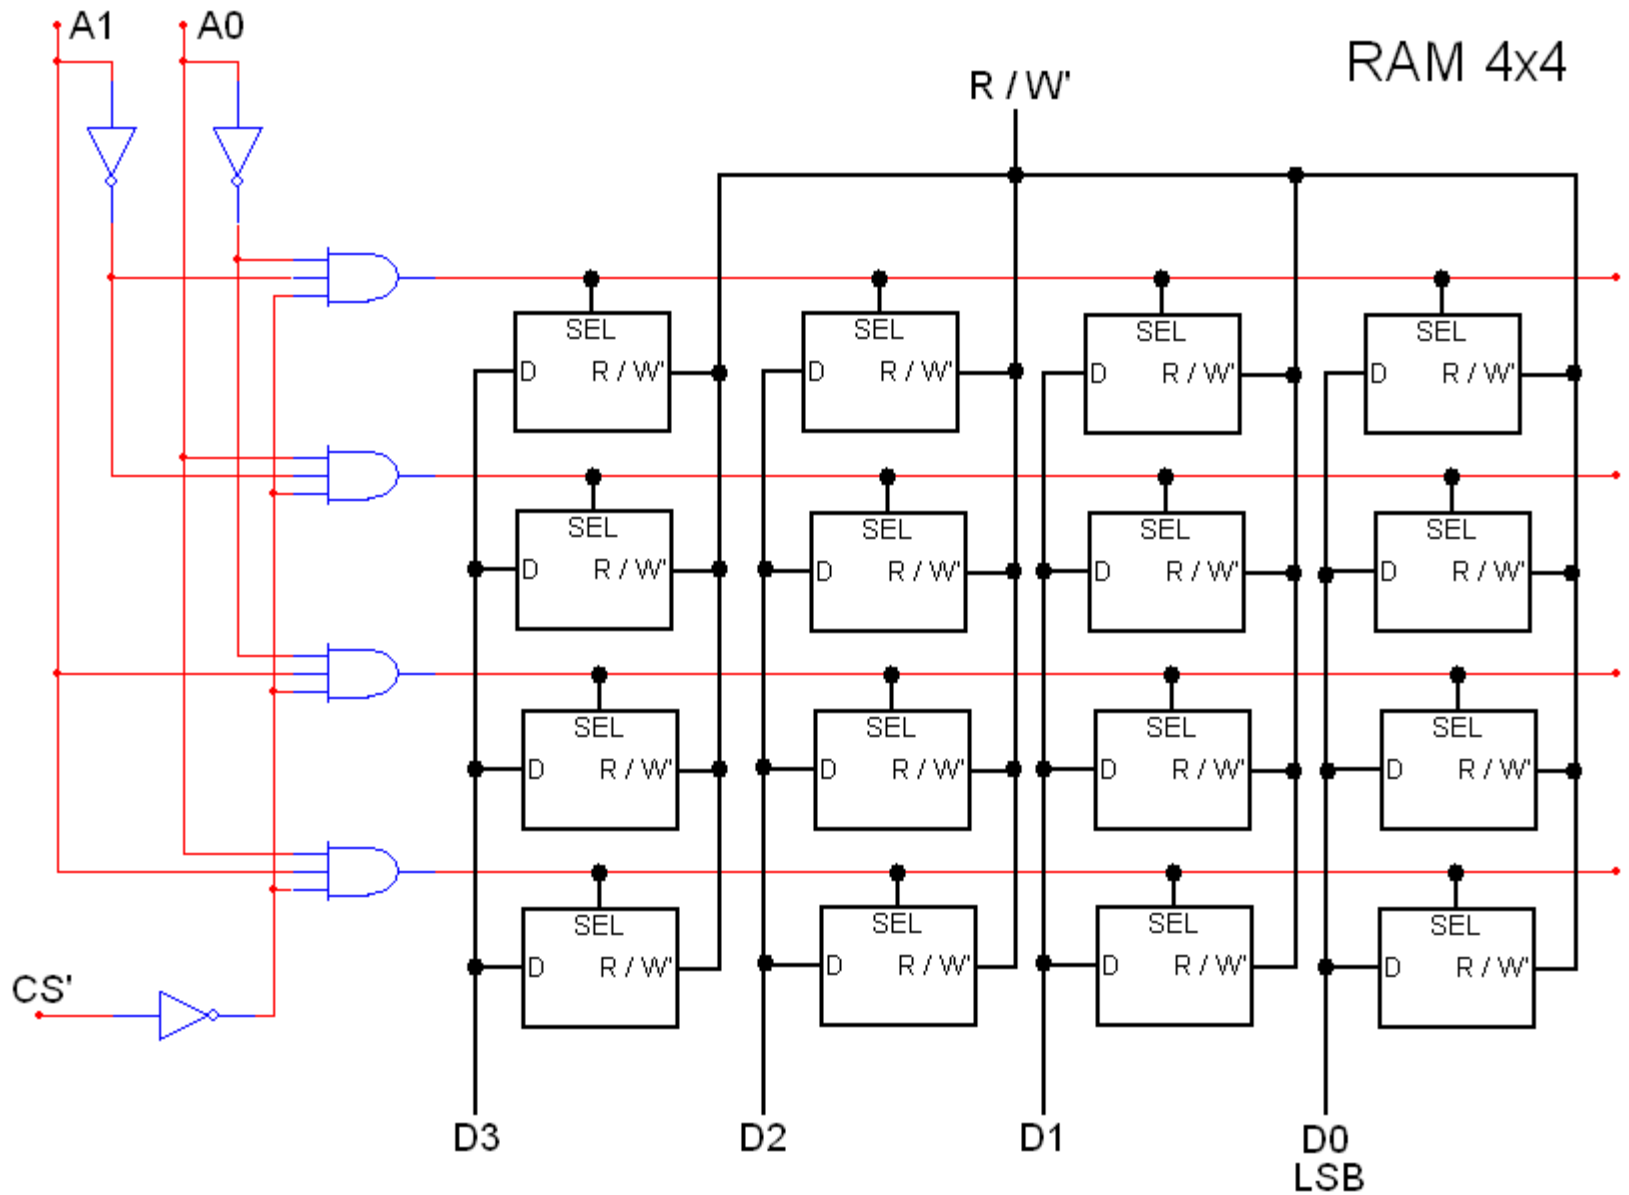 A1 A0
RAM 4x4
R / W'
SEL SEL SEL SEL
D R / W' D R / W' D R / W' D R / W'
SEL SEL SEL SEL
D R / W' D R / W' D R / W' D R / W'
SEL SEL SEL SEL
D R / W' D R / W' D R / W' D R / W'
SEL SEL SEL SEL
D R / W' D R / W' D R / W' D R / W'
CS'
D3 D2 D1 D0
LSB